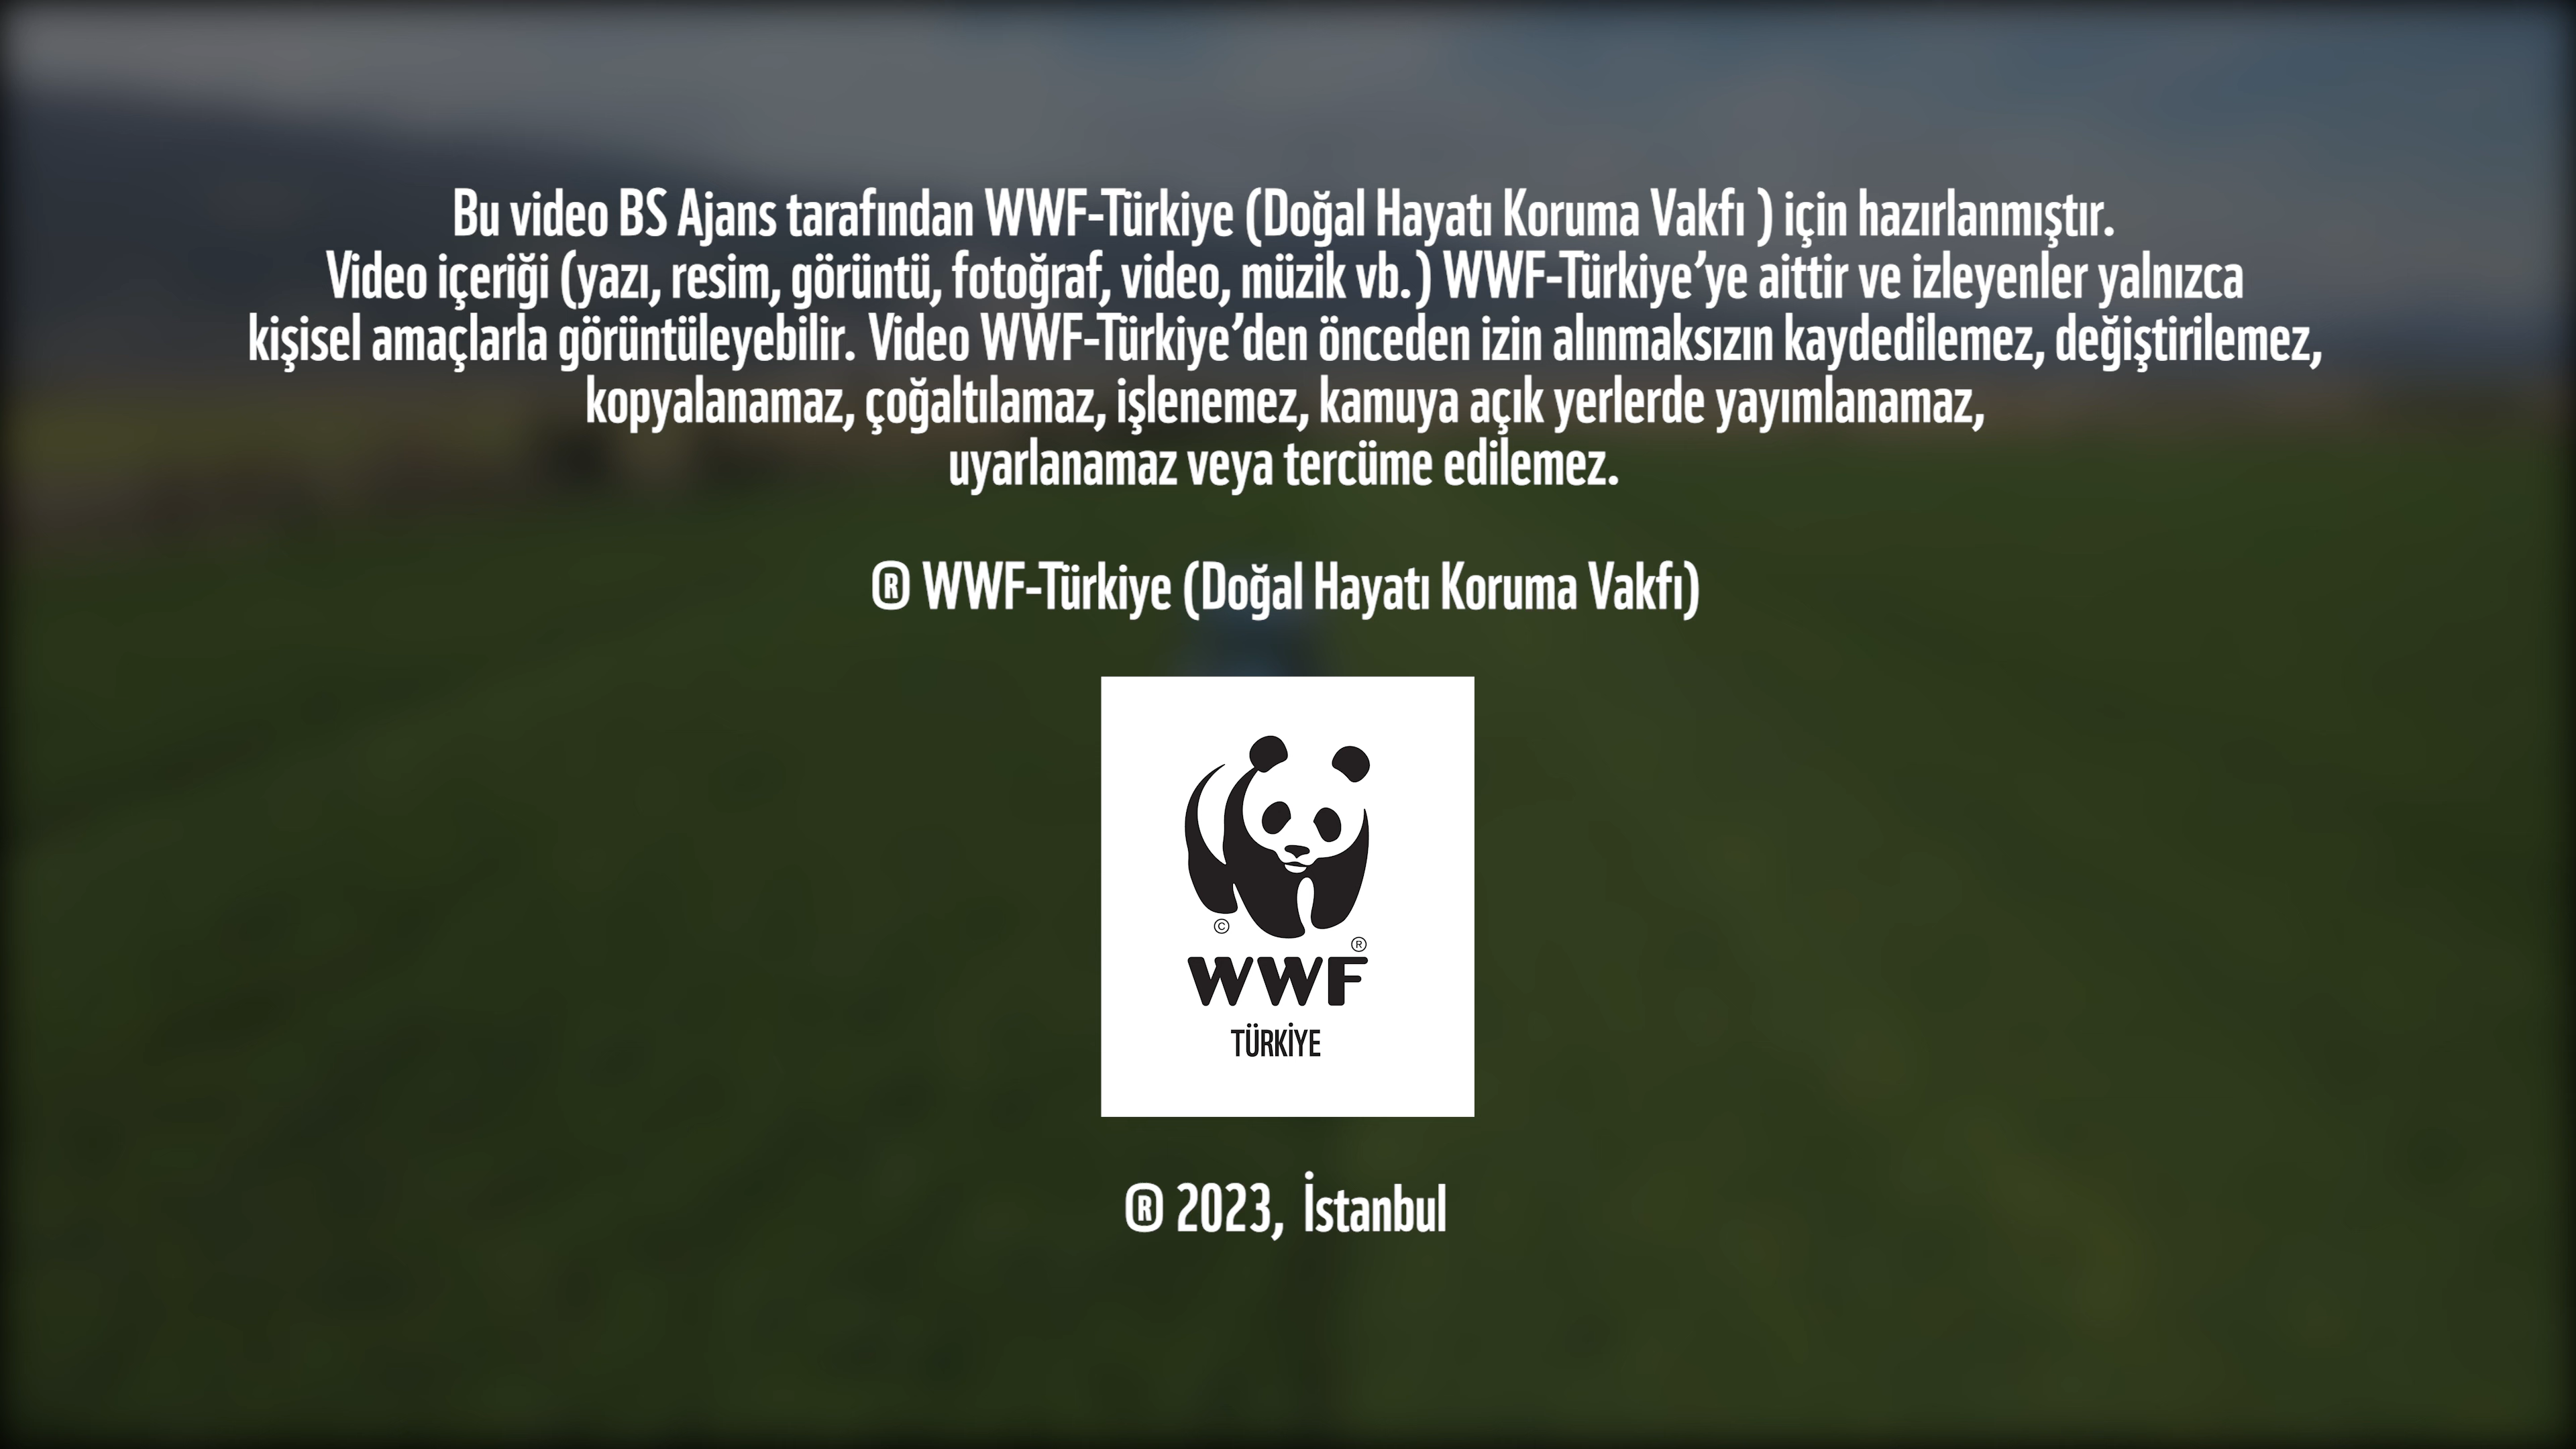 Bu video BS Ajans tarafından WWF-Türkiye (Doğal Hayatı Koruma Vakfı ) için hazırlanmıştır.
Video içeriği (yazı, resim, görüntü, fotoğraf, video, müzik vb.) WWF-Türkiye’ye aittir ve izleyenler yalnızca
kişisel amaçlarla görüntüleyebilir. Video WWF-Türkiye’den önceden izin alınmaksızın kaydedilemez, değiştirilemez,
kopyalanamaz, çoğaltılamaz, işlenemez, kamuya açık yerlerde yayımlanamaz,
uyarlanamaz veya tercüme edilemez.
® WWF-Türkiye (Doğal Hayatı Koruma Vakfı)
© ®
WWF
TÜRKİYE
® 2023, İstanbul